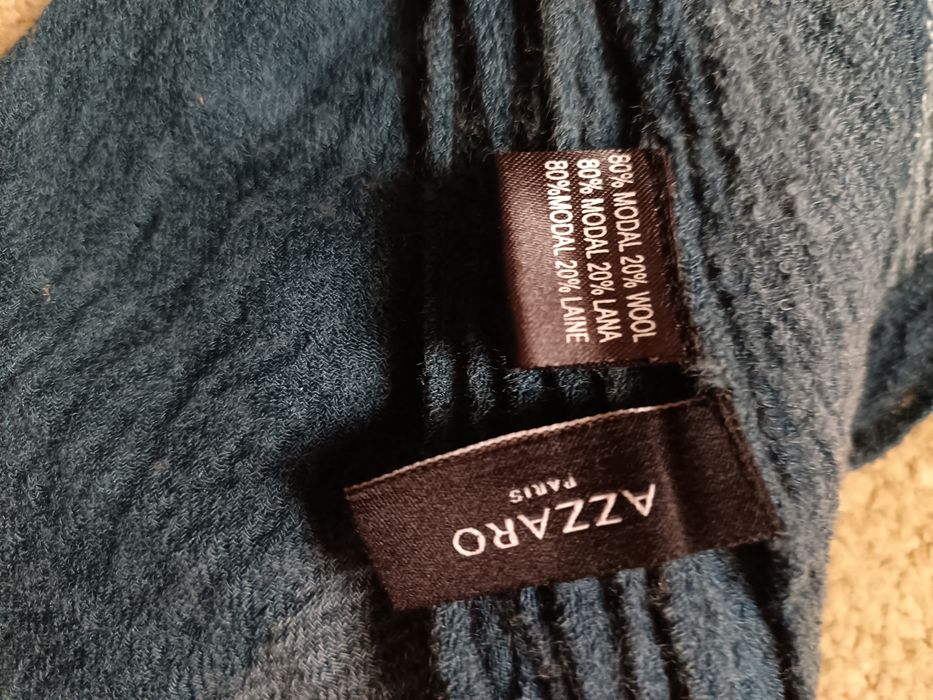 80% MODAL 20% WOOL
80% MODAL 20% LANA
80%MODAL 20% LAINE
AZZARO
PARIS